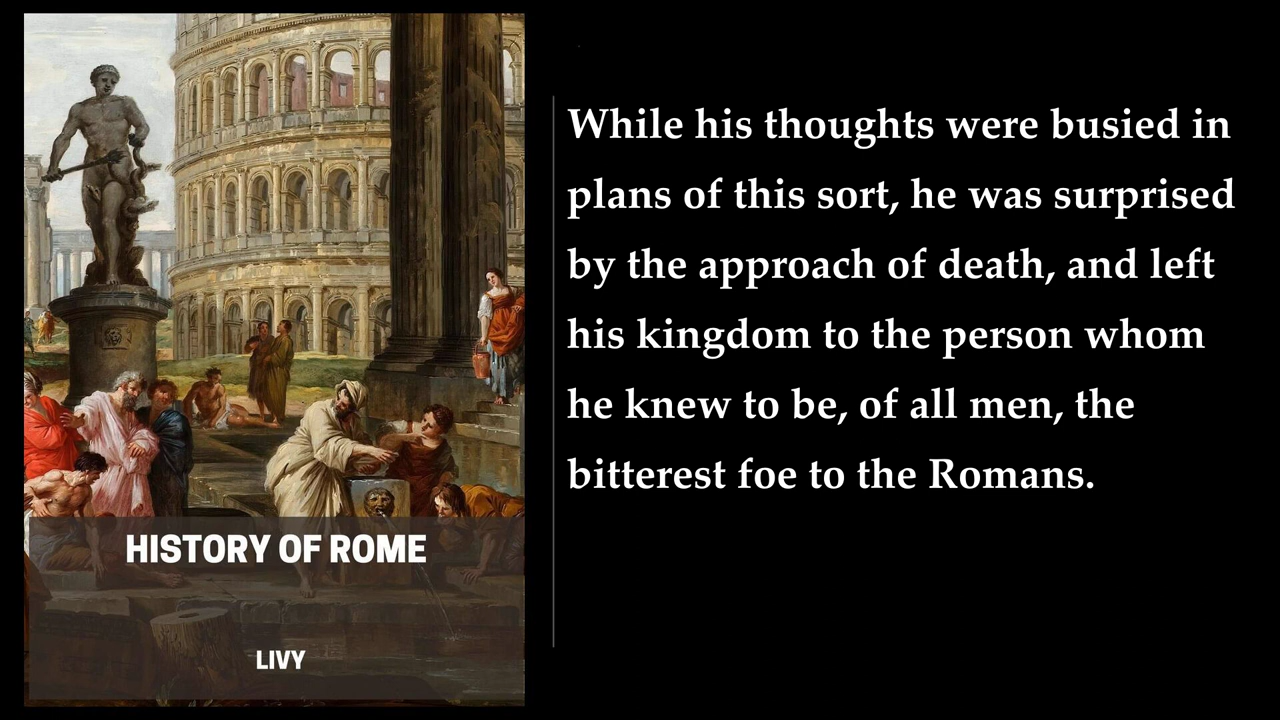 While his thoughts were busied in
plans of this sort, he was surprised
by the approach of death, and left
his kingdom to the person whom
he knew to be, of all men, the
bitterest foe to the Romans.
HISTORY OF ROME
LIVY